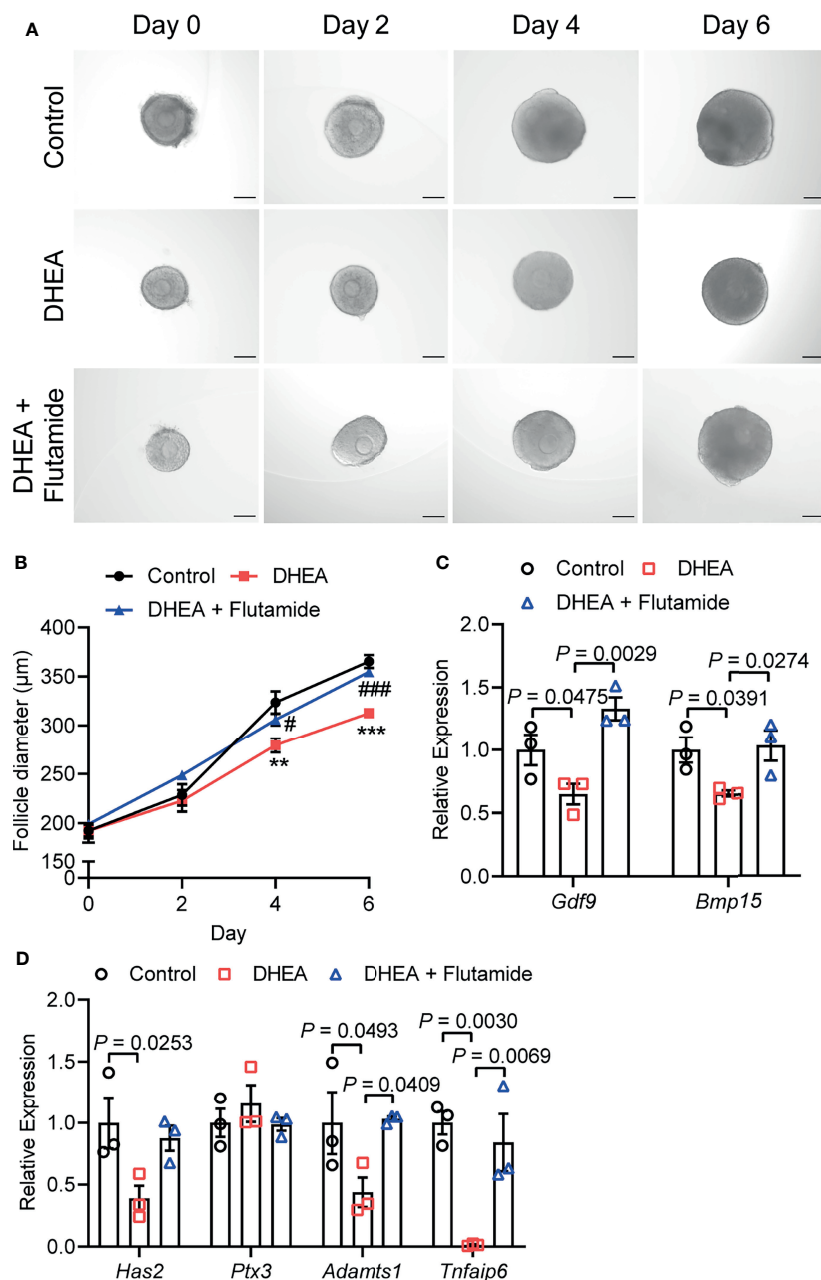 A
Day 0 Day 2 Day 4 Day 6
Control
DHEA
DHEA +
Flutamide
B
Control DHEA
DHEA + Flutamide
Follicle diameter (μm)
400
350
300
250
200
150
0
#
**
###
***
0 2 4 6
Day
C
Control DHEA
DHEA + Flutamide
Relative Expression
2.0
1.5
1.0
0.5
0.0
P = 0.0029
P = 0.0475
P = 0.0274
P = 0.0391
Gdf9 Bmp15
D
Control DHEA DHEA + Flutamide
Relative Expression
2.0
1.5
1.0
0.5
0.0
P = 0.0253
P = 0.0493
P = 0.0409
P = 0.0030
P = 0.0069
Has2 Ptx3 Adamts1 Tnfaip6